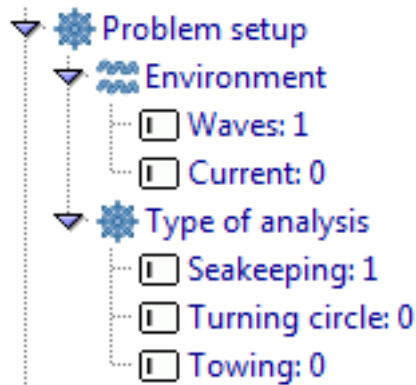 Problem setup
Environment
Waves: 1
Current: 0
Type of analysis
Seakeeping: 1
Turning circle: 0
Towing: 0